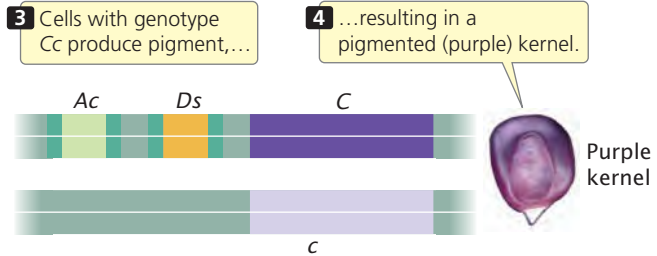 3 Cells with genotype
Cc produce pigment,…
4 …resulting in a
pigmented (purple) kernel.
Ac Ds C
Purple
kernel
c